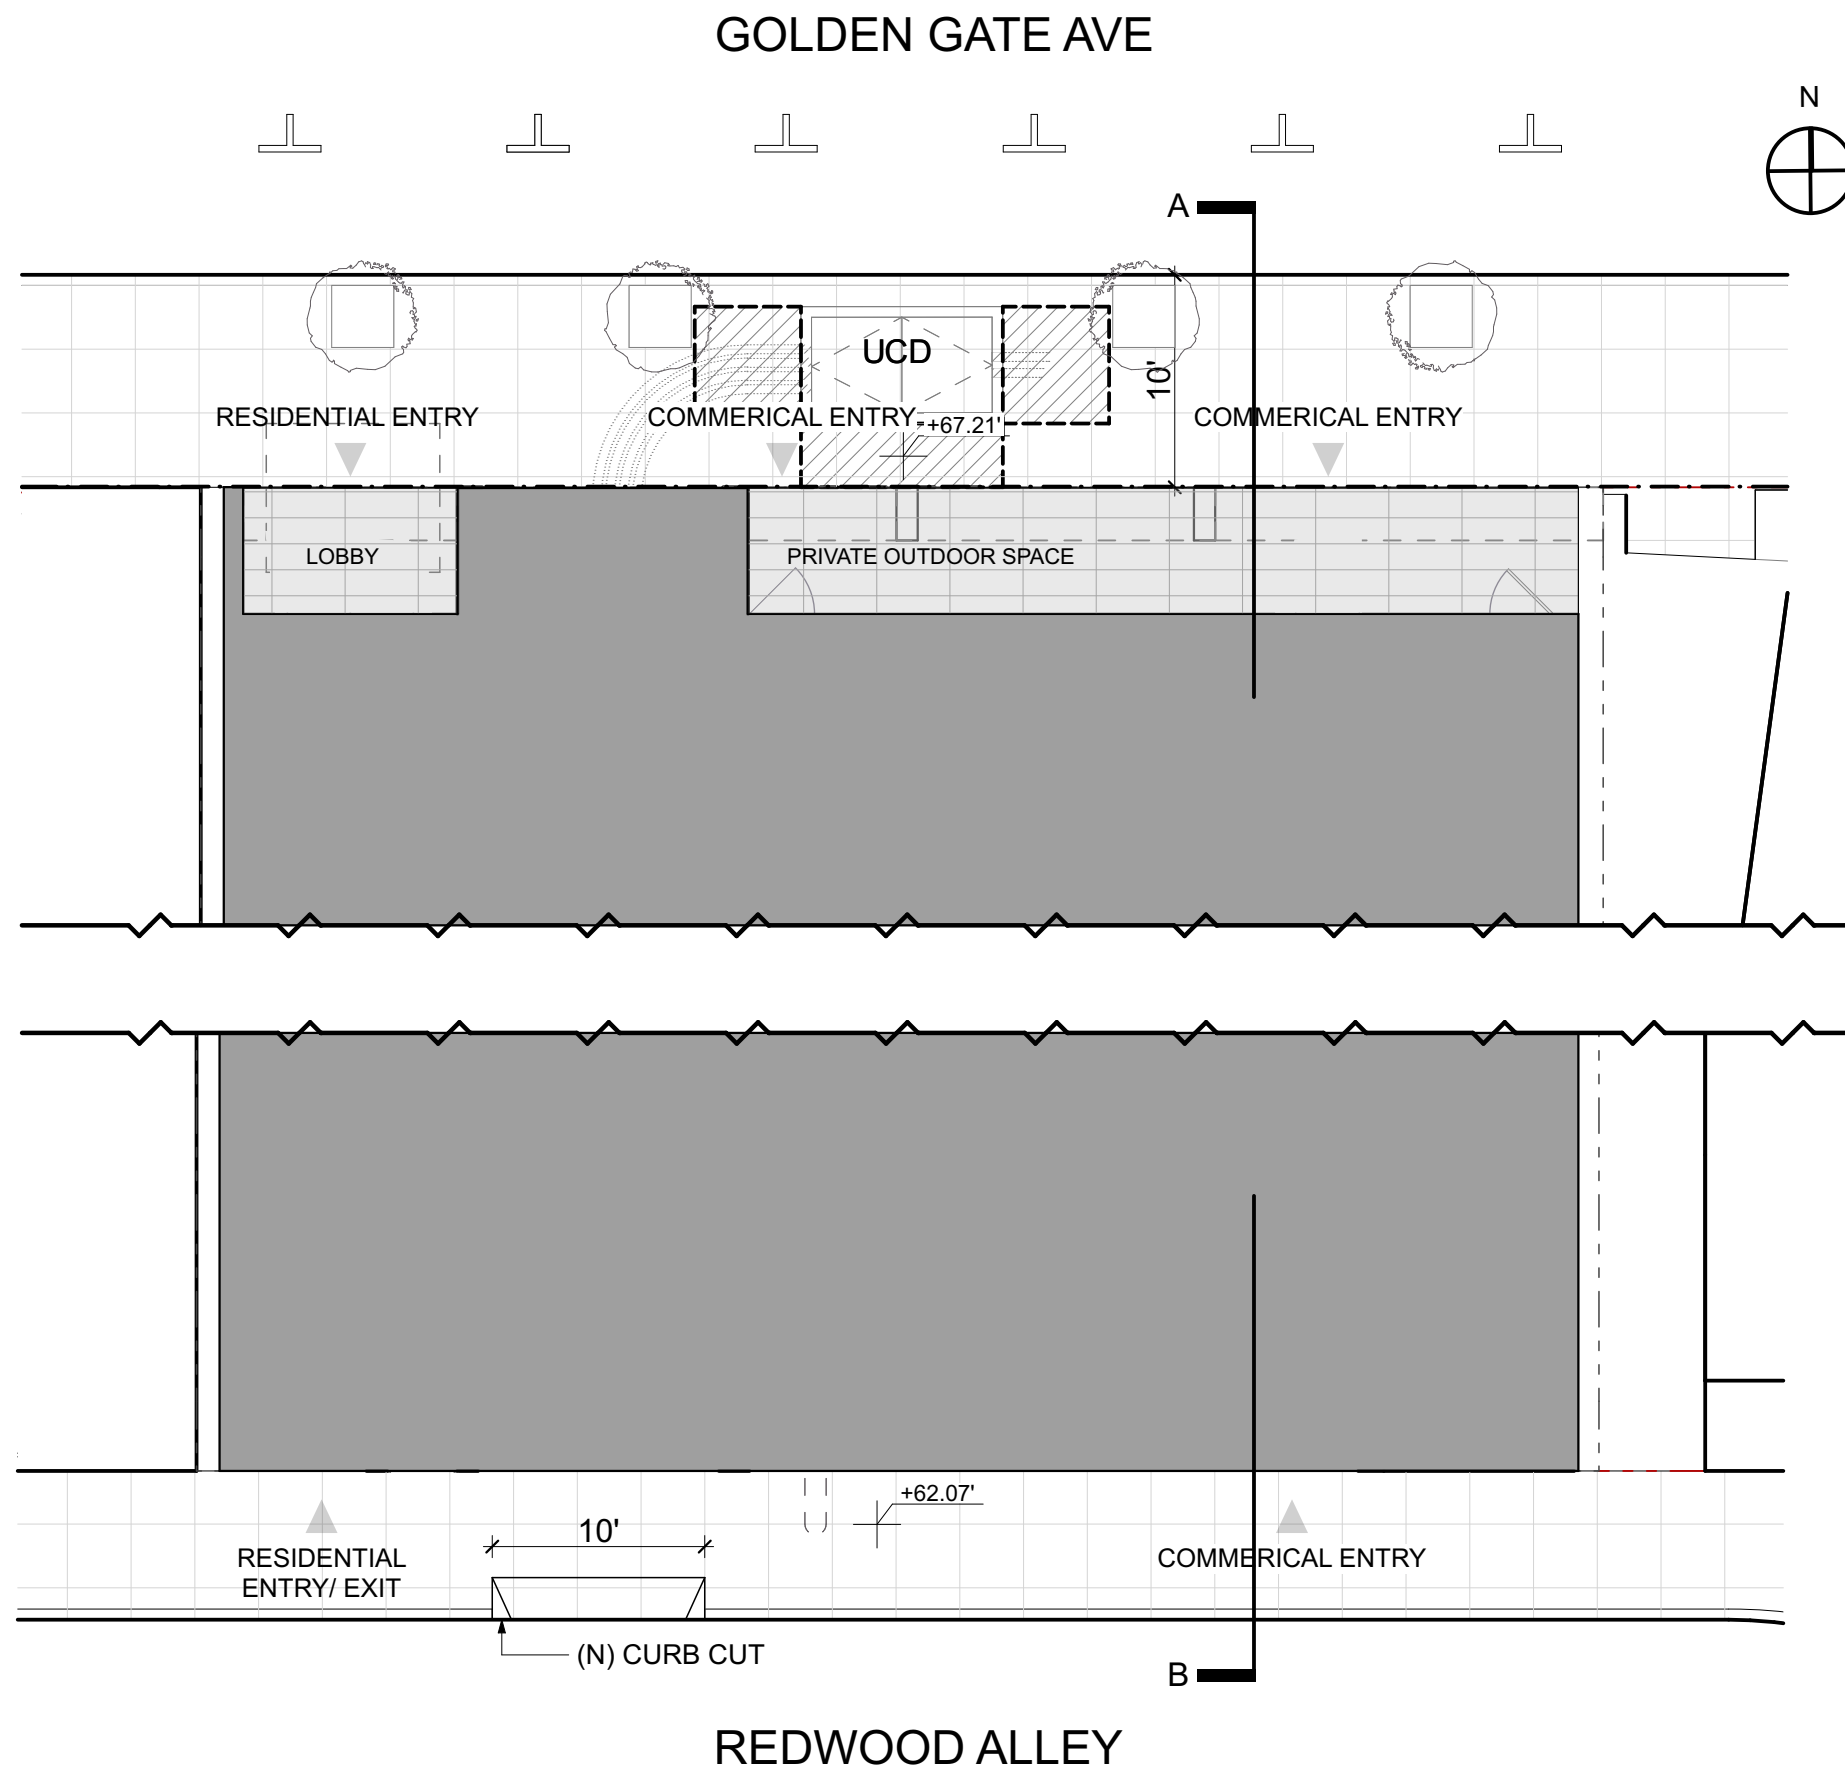 GOLDEN GATE AVE
N
A
UCD
10'
RESIDENTIAL ENTRY
COMMERICAL ENTRY
+67.21'
COMMERICAL ENTRY
LOBBY
PRIVATE OUTDOOR SPACE
+62.07'
10'
RESIDENTIAL
ENTRY/ EXIT
COMMERICAL ENTRY
(N) CURB CUT
B
REDWOOD ALLEY